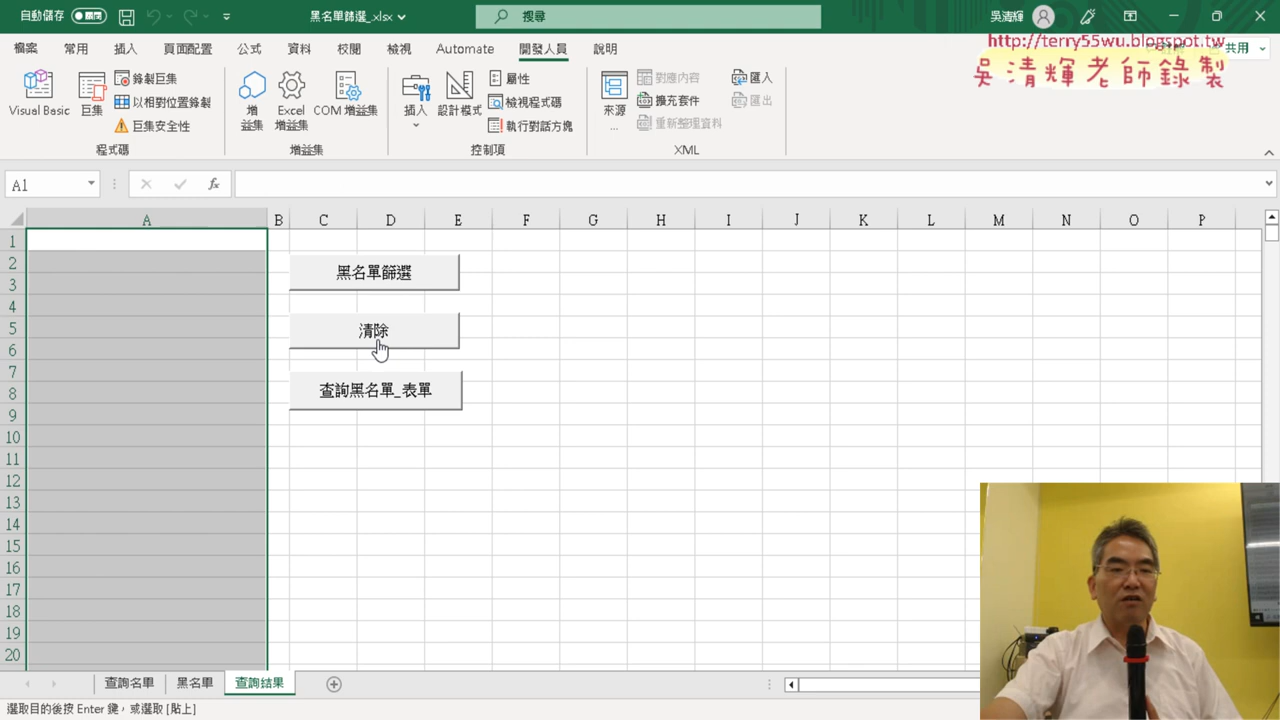 自動儲存 關閉 黑名單篩選_.xlsx 搜尋 吳清輝
檔案 常用 插入 頁面配置 公式 資料 校閱 檢視 Automate 開發人員 說明 共用
http://terry55wu.blogspot.tw
吳清輝老師錄製
Visual Basic 巨集 錄製巨集 以相對位置錄製 巨集安全性 程式碼
增益集 Excel 增益集 COM 增益集 增益集
插入 設計模式 屬性 檢視程式碼 執行對話方塊 控制項
來源... 對應內容 擴充套件 重新整理資料 匯入 匯出 XML
A1 fx
A B C D E F G H I J K L M N O P
1
2
黑名單篩選
3
4
5
清除
6
7
8
查詢黑名單_表單
9
10
11
12
13
14
15
16
17
18
19
20
查詢名單 黑名單 查詢結果
選取目的後按 Enter 鍵，或選取 [貼上]